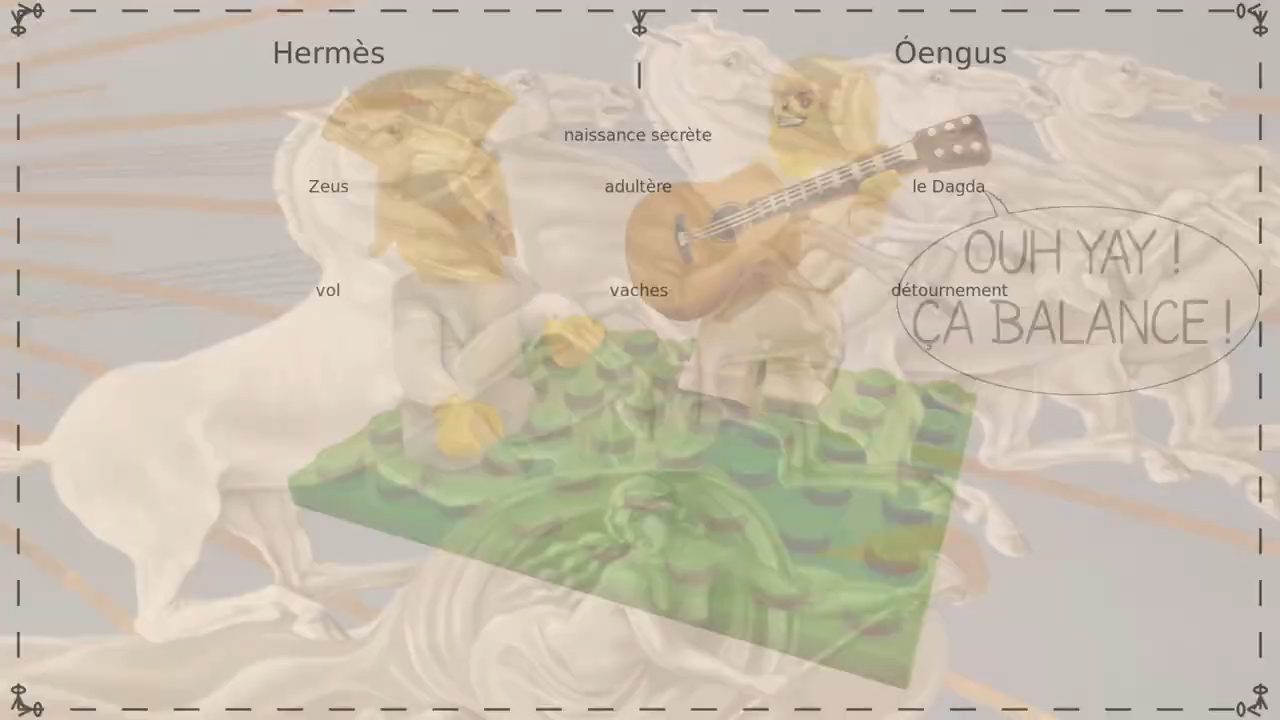 Hermès
Óengus
naissance secrète
Zeus
adultère
le Dagda
OUH YAY !
ÇA BALANCE !
vol
vaches
détournement